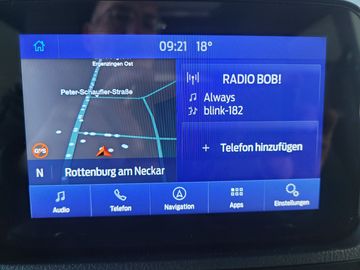 09:21 18°
Ergenzingen Ost
Peter-Schaufler-Straße
GPS
N Rottenburg am Neckar
RADIO BOB!
Always
blink-182
+ Telefon hinzufügen
Audio
Telefon
Navigation
Apps
Einstellungen